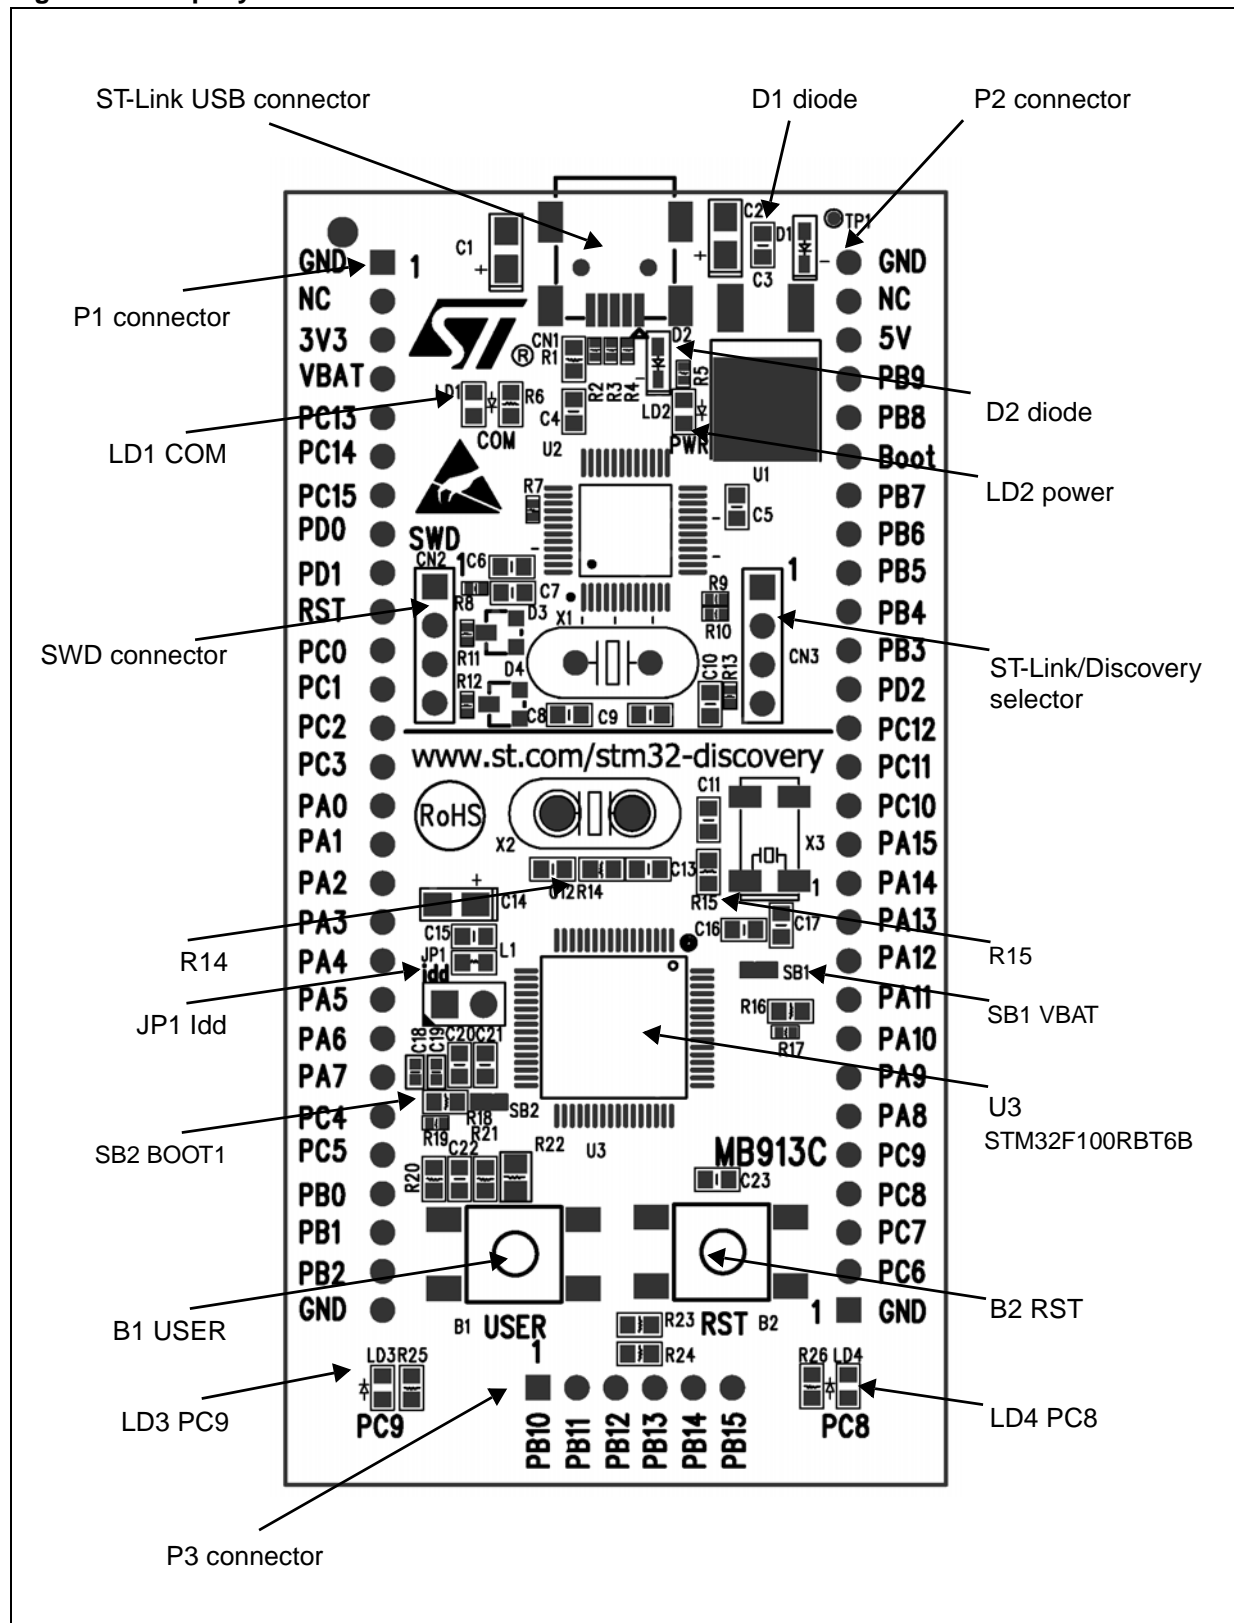 ST-Link USB connector
D1 diode
P2 connector
C2
C1
D1
TP1
C3
GND
1
GND
P1 connector
NC
NC
3V3
CN1
R1
D2
5V
VBAT
R2
R3
R4
R5
PB9
LD1
R6
LD2
D2 diode
PC13
COM
C4
U2
PWR
PB8
LD1 COM
PC14
Boot
U1
LD2 power
PC15
R7
C5
PB7
PD0
SWD
PB6
CN2
1
C6
1
PD1
PB5
R8
C7
R9
RST
D3
X1
R10
PB4
SWD connector
PC0
R11
CN3
PB3
ST-Link/Discovery
selector
PC1
R12
D4
C10
R13
PD2
PC2
C8
C9
PC12
www.st.com/stm32-discovery
PC3
PC11
C11
PA0
RoHS
PC10
PA1
X2
X3
PA15
PA2
C12
R14
C13
R15
1
PA14
PA3
C14
C16
C17
PA13
R14
C15
L1
R15
PA4
JP1
Idd
SB1
PA12
JP1 Idd
PA5
R16
PA11
SB1 VBAT
PA6
C18
C19
C20
C21
R17
PA10
PA7
PA9
U3
STM32F100RBT6B
PC4
R18
SB2
PA8
R19
R21
SB2 BOOT1
PC5
R20
C22
R22
U3
MB913C
PC9
C23
PB0
PC8
PB1
PC7
PB2
PC6
GND
1
GND
B1 USER
B1
USER
R23
RST
B2
B2 RST
1
R24
LD3
R25
R26
LD4
LD3 PC9
PC9
PB10
PB11
PB12
PB13
PB14
PB15
PC8
LD4 PC8
P3 connector